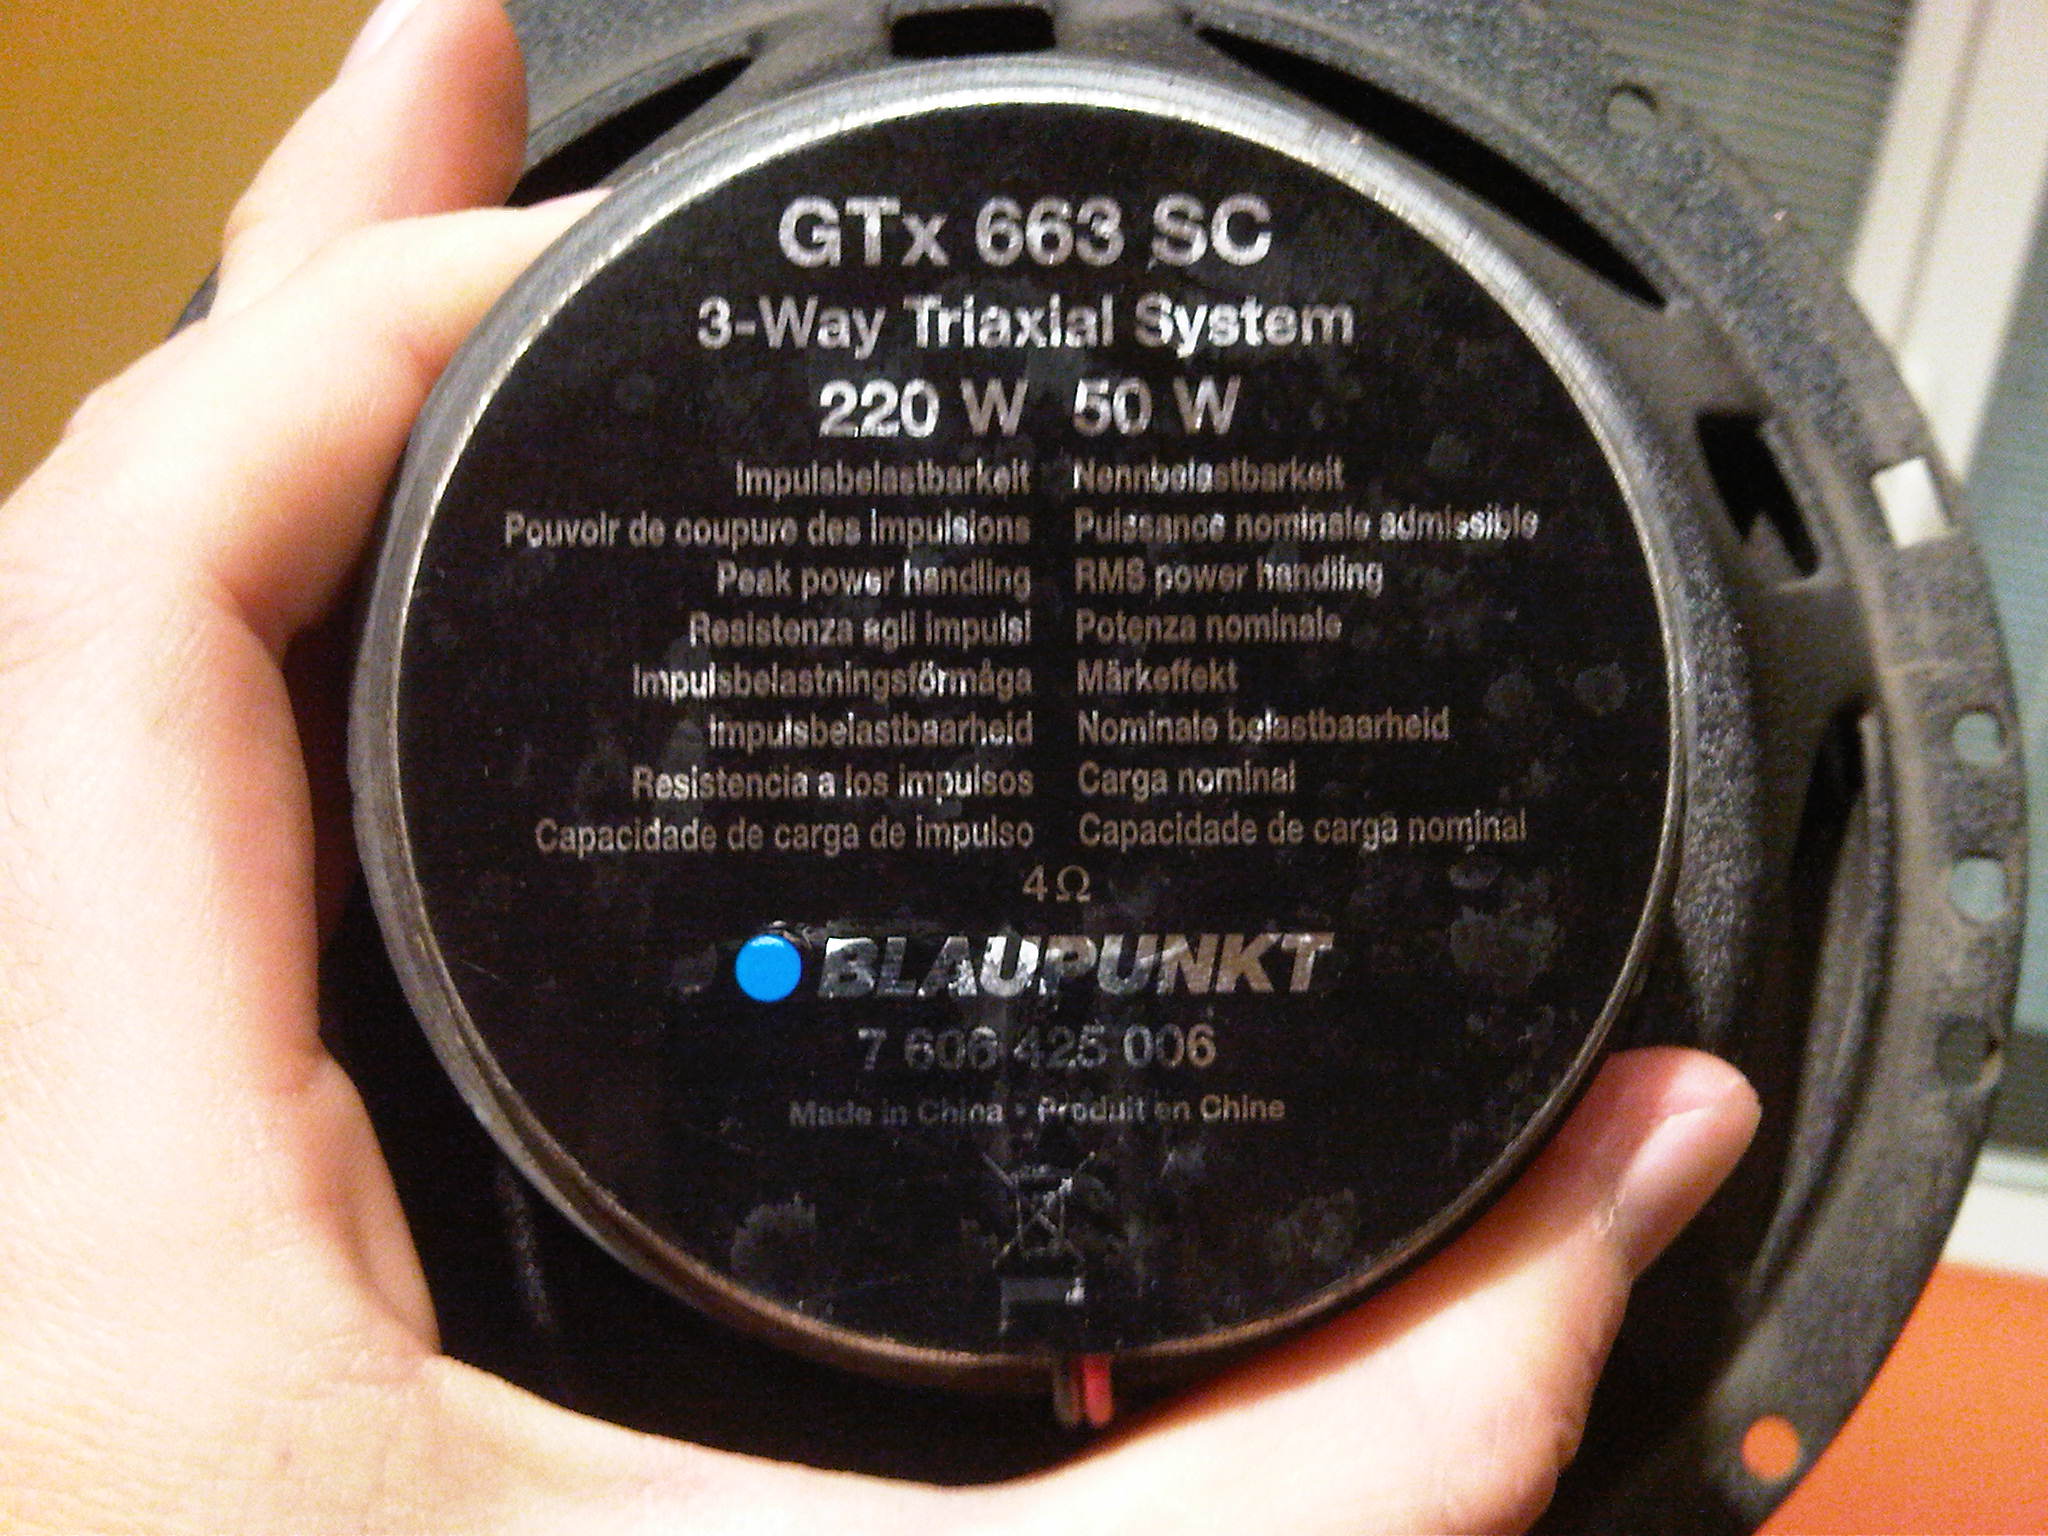 GTx 663 SC
3-Way Triaxial System
220 W 50 W
Impulsbelastbarkeit Nennbelastbarkeit
Pouvoir de coupure des impulsions Puissance nominale admissible
Peak power handling RMS power handling
Resistenza agli impulsi Potenza nominale
Impulsbelastningsförmåga Märkeffekt
Impulsbelastbaarheid Nominale belastbaarheid
Resistencia a los impulsos Carga nominal
Capacidade de carga de impulso Capacidade de carga nominal
4Ω
BLAUPUNKT
7 606 425 006
Made in China • Produit en Chine